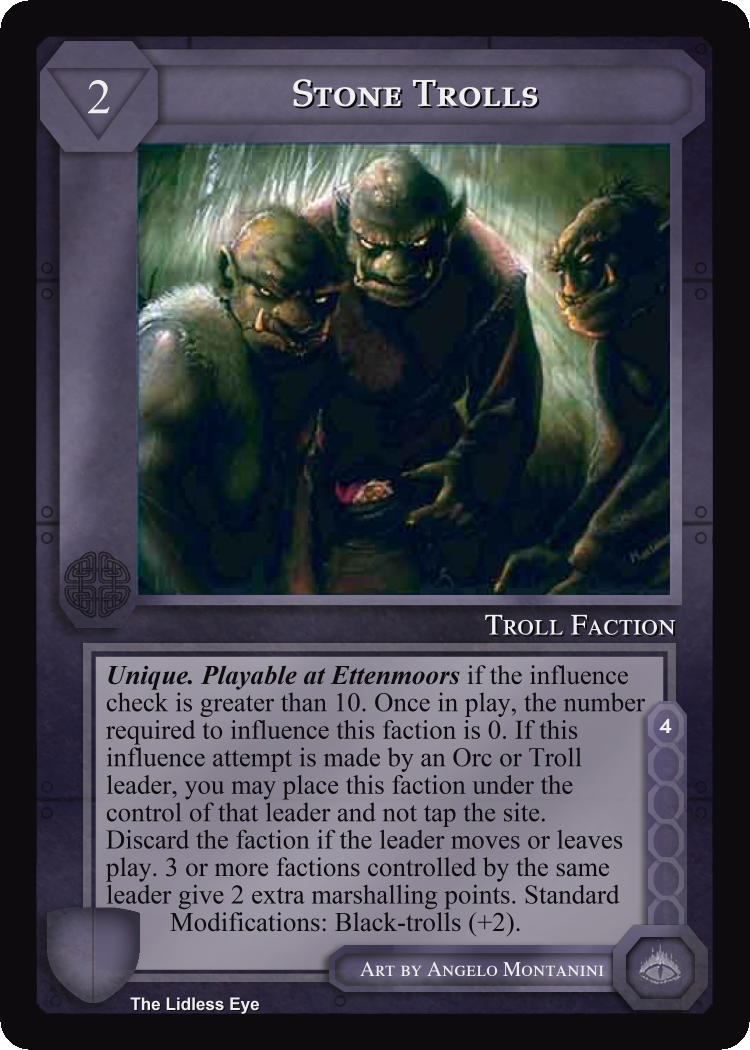 2
Stone Trolls
Troll Faction
Unique. Playable at Ettenmoors if the influence
check is greater than 10. Once in play, the number
required to influence this faction is 0. If this
influence attempt is made by an Orc or Troll
leader, you may place this faction under the
control of that leader and not tap the site.
Discard the faction if the leader moves or leaves
play. 3 or more factions controlled by the same
leader give 2 extra marshalling points. Standard
Modifications: Black-trolls (+2).
4
Art by Angelo Montanini
The Lidless Eye